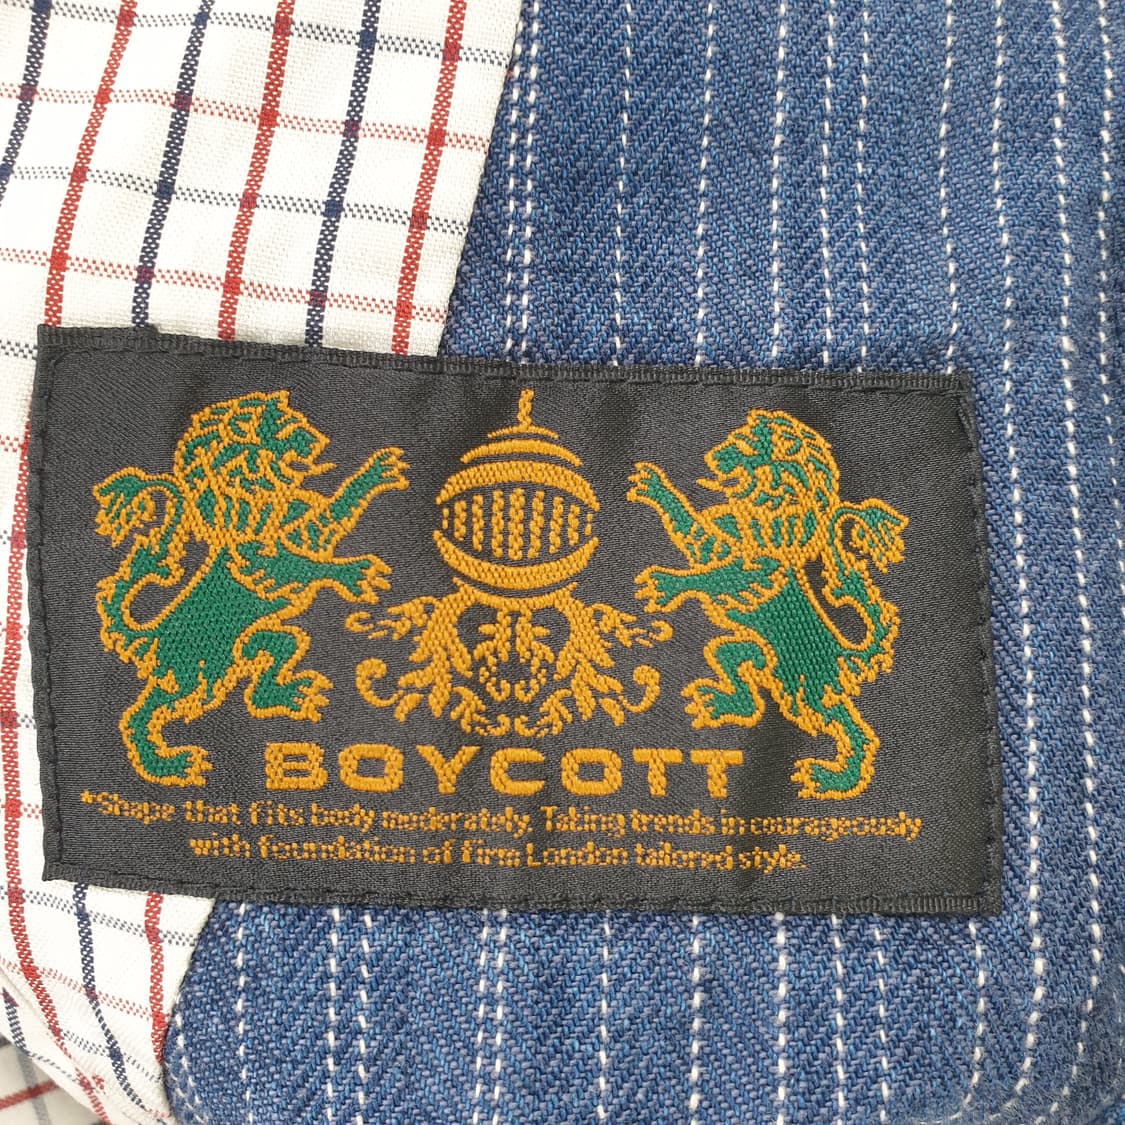 BOYCOTT
*Shape that fits body moderately. Taking trends in courageously
with foundation of firm London tailored style.